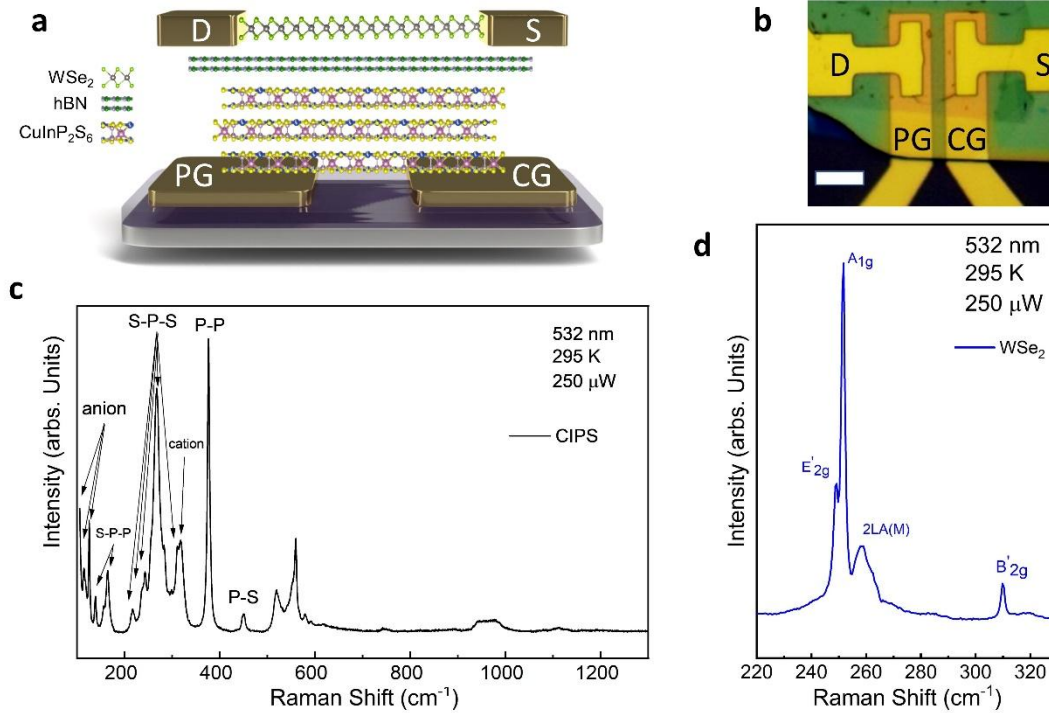 a
D
S
WSe2
hBN
CuInP2S6
PG
CG
b
D
S
PG
CG
c
S-P-S
P-P
anion
S-P-P
cation
P-S
532 nm
295 K
250 μW
CIPS
Intensity (arbs. Units)
200
400
600
800
1000
1200
Raman Shift (cm-1)
d
A1g
E'2g
2LA(M)
B'2g
532 nm
295 K
250 μW
WSe2
Intensity (arbs. Units)
220
240
260
280
300
320
Raman Shift (cm-1)